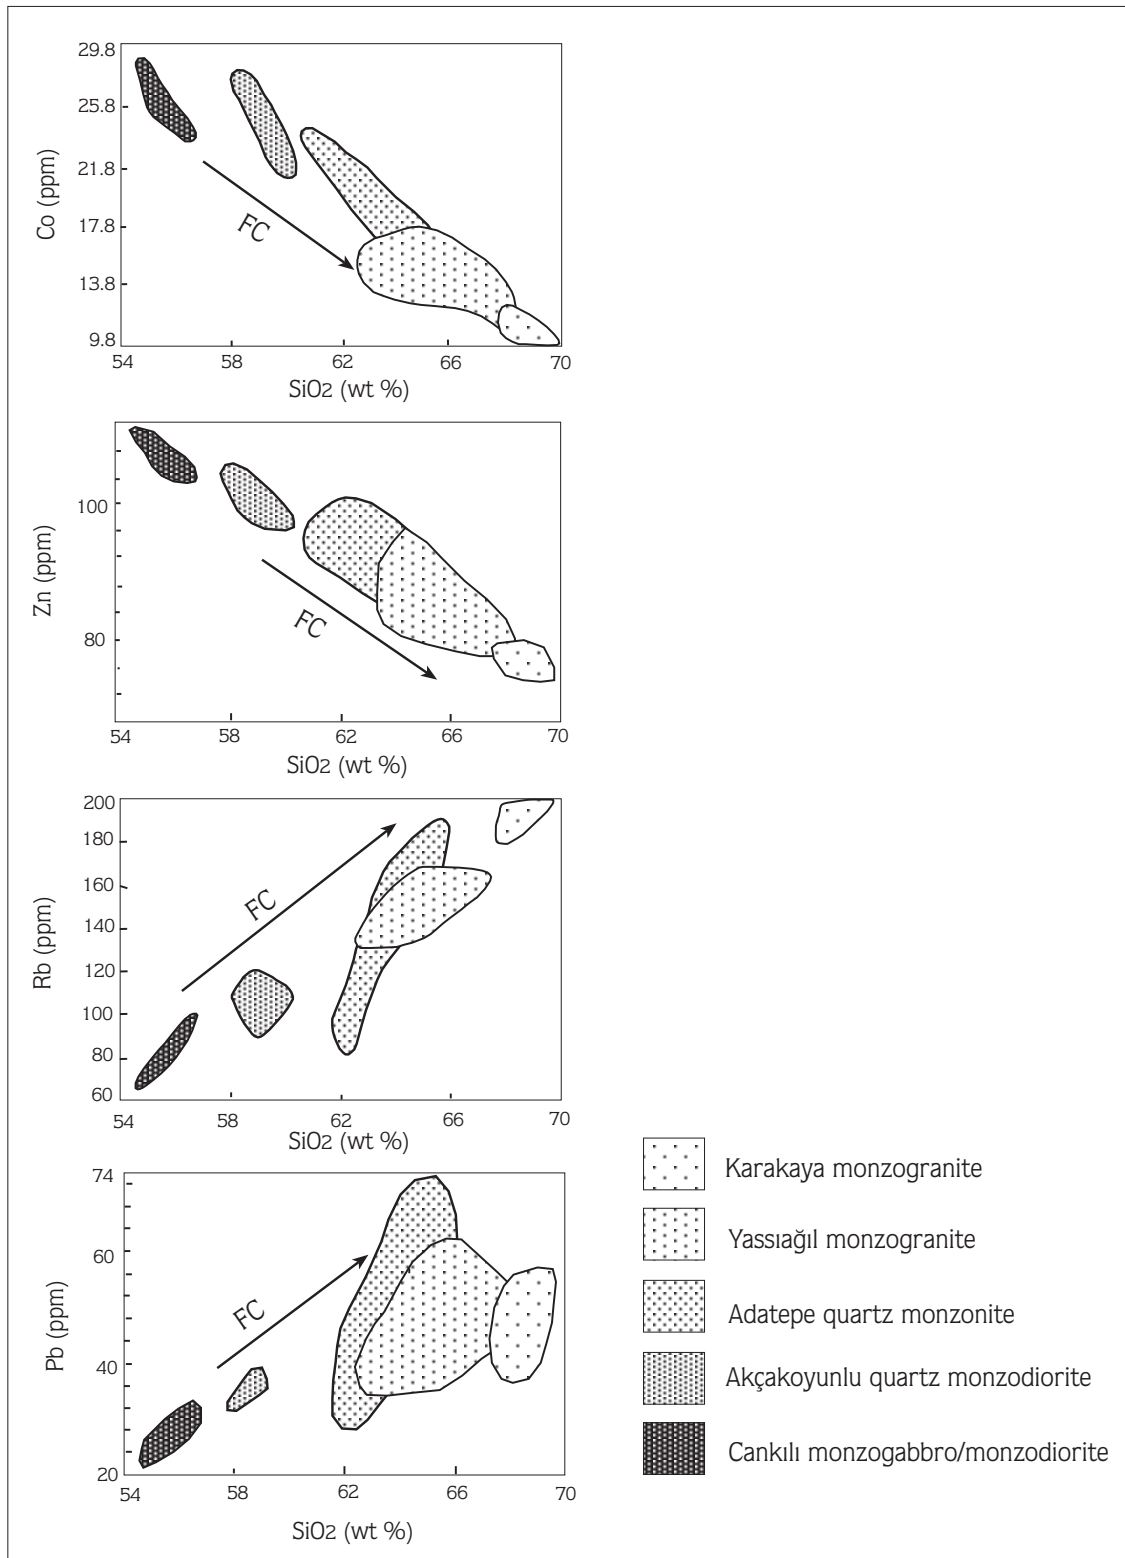 29.8
25.8
21.8
17.8
13.8
9.8
Co (ppm)
FC
54 58 62 66 70
SiO2 (wt %)
100
80
Zn (ppm)
FC
54 58 62 66 70
SiO2 (wt %)
200
180
160
140
120
100
80
60
Rb (ppm)
FC
54 58 62 66 70
SiO2 (wt %)
74
60
40
20
Pb (ppm)
FC
54 58 62 66 70
SiO2 (wt %)
Karakaya monzogranite
Yassıağıl monzogranite
Adatepe quartz monzonite
Akçakoyunlu quartz monzodiorite
Cankılı monzogabbro/monzodiorite